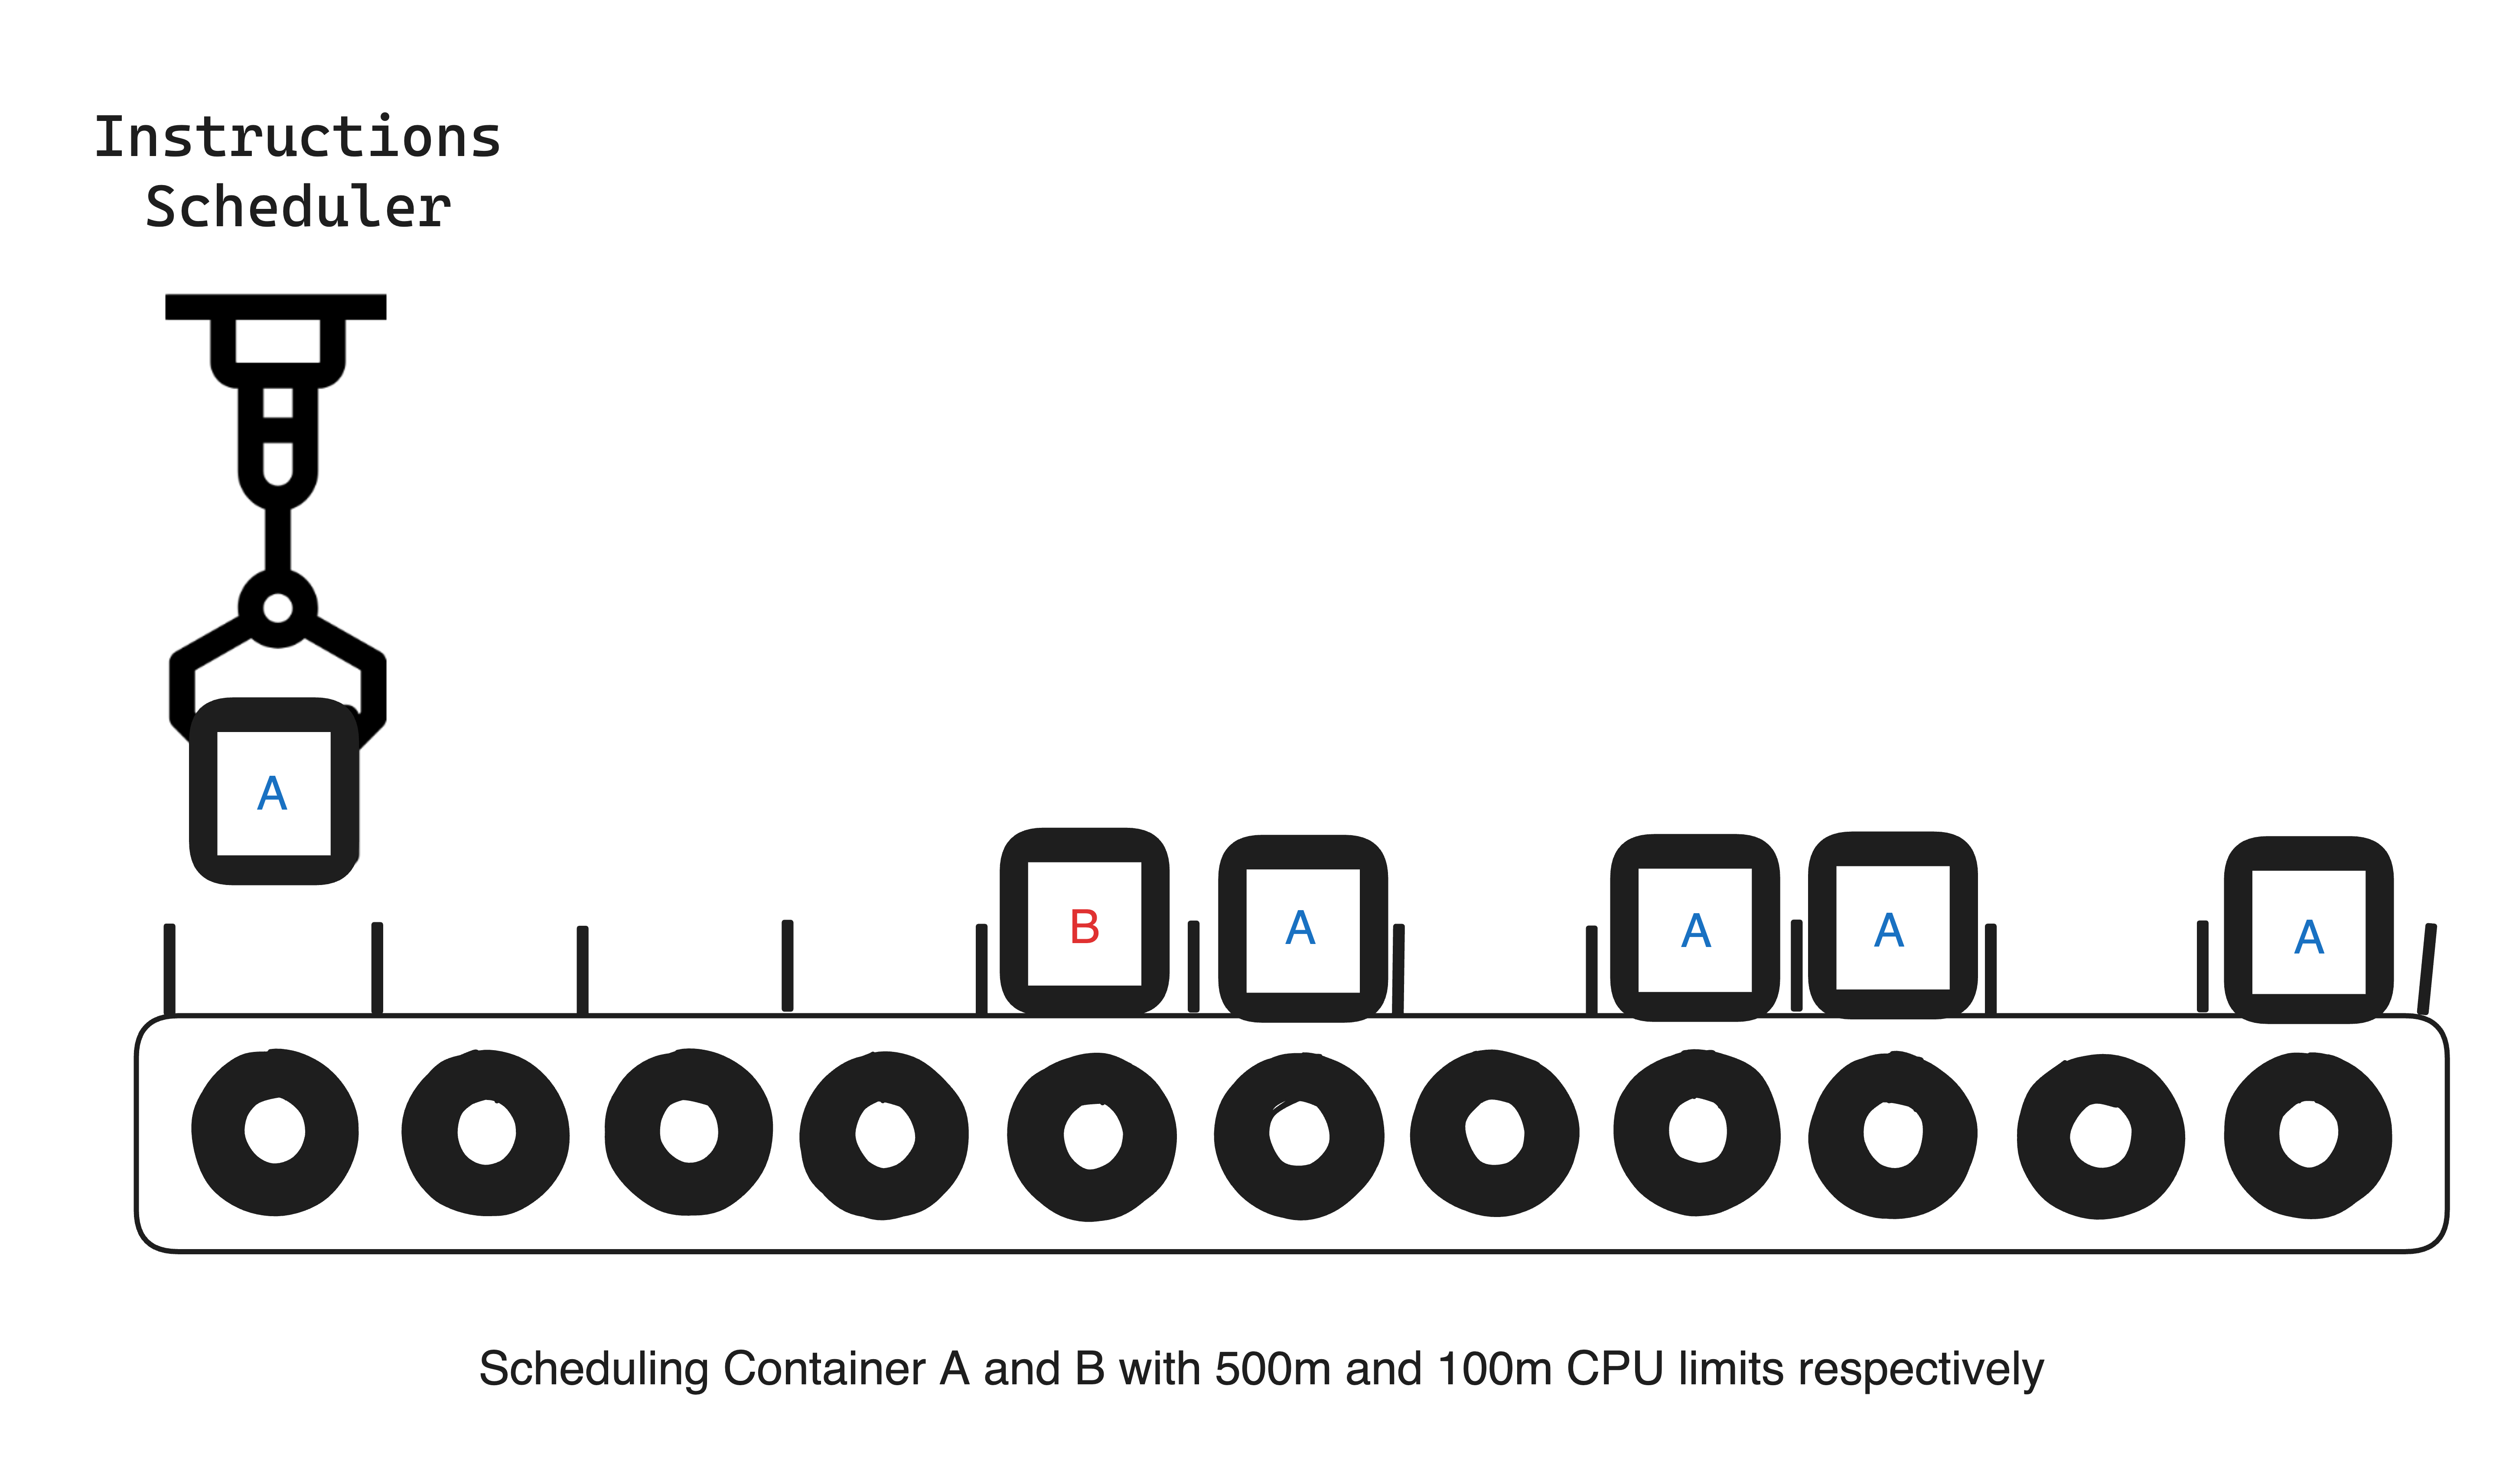 Instructions
Scheduler
A
B
A
A
A
A
Scheduling Container A and B with 500m and 100m CPU limits respectively